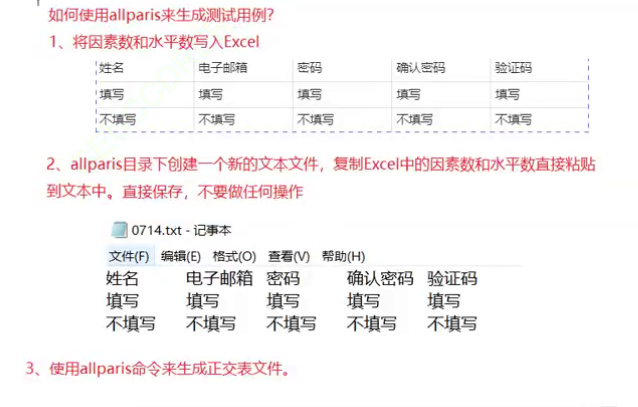 如何使用allparis来生成测试用例?
1、将因素数和水平数写入Excel
姓名 电子邮箱 密码 确认密码 验证码
填写 填写 填写 填写 填写
不填写 不填写 不填写 不填写 不填写
2、allparis目录下创建一个新的文本文件，复制Excel中的因素数和水平数直接粘贴
到文本中。直接保存，不要做任何操作
0714.txt - 记事本
文件(F) 编辑(E) 格式(O) 查看(V) 帮助(H)
姓名 电子邮箱 密码 确认密码 验证码
填写 填写 填写 填写 填写
不填写 不填写 不填写 不填写 不填写
3、使用allparis命令来生成正交表文件。